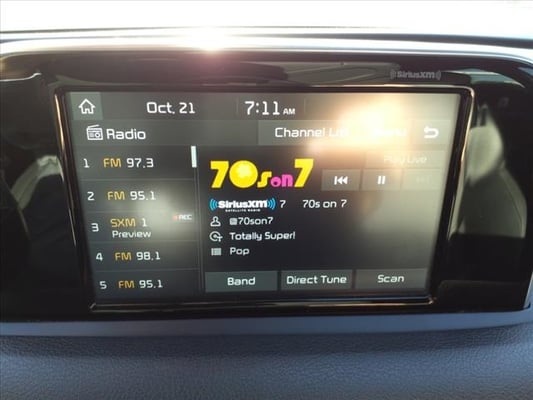 SiriusXM
Oct. 21 7:11 AM
Radio Channel List Menu
1 FM 97.3
2 FM 95.1
3 SXM 1 REC
Preview
4 FM 98.1
5 FM 95.1
70s on 7
Play Live
SiriusXM 7 70s on 7
SATELLITE RADIO
@70son7
Totally Super!
Pop
Band Direct Tune Scan